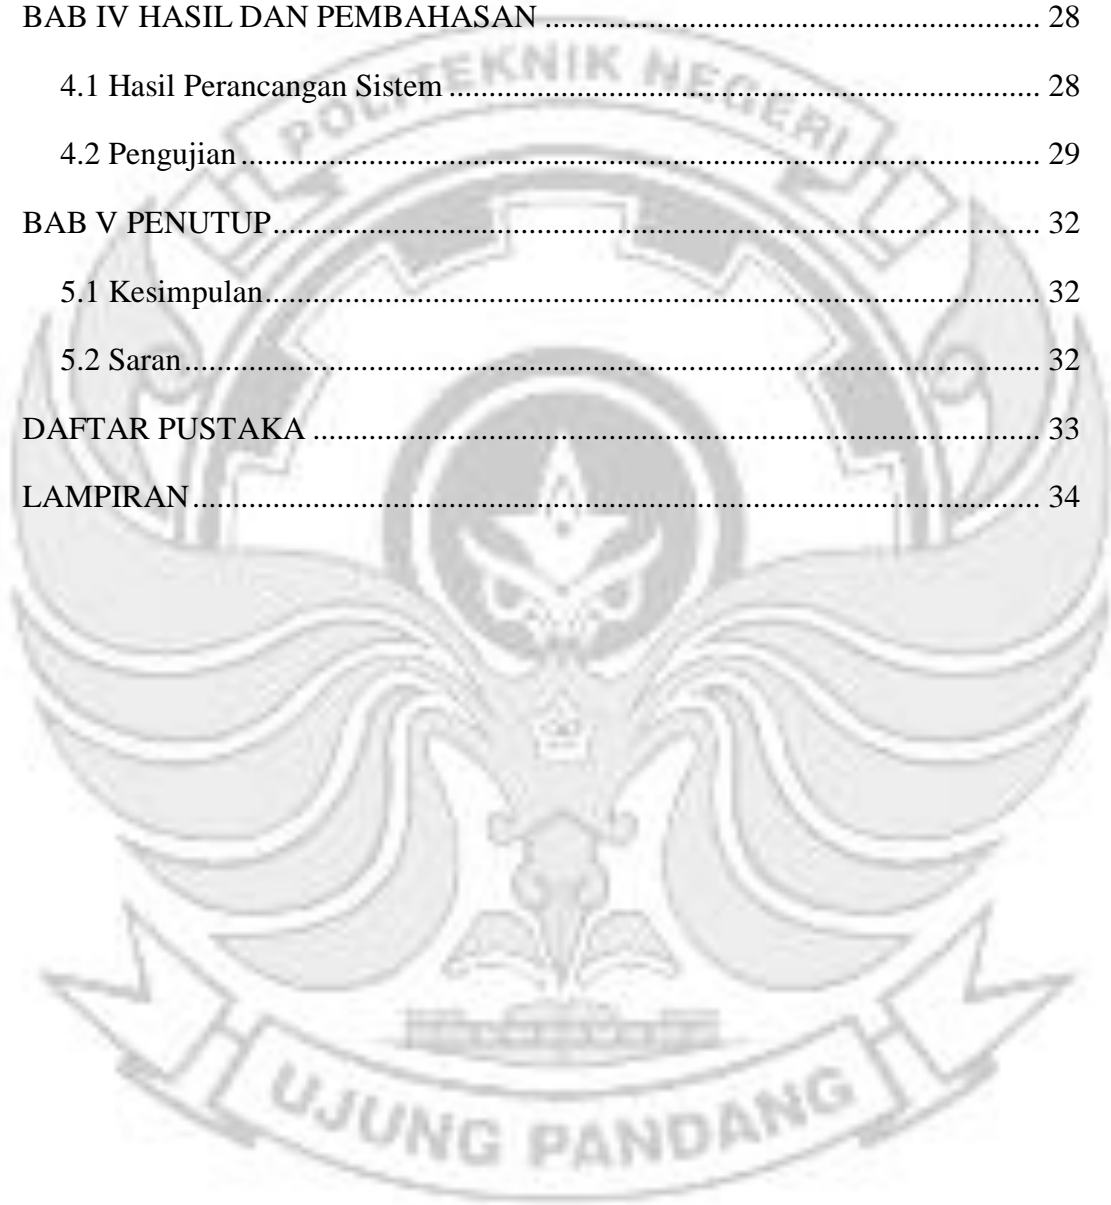 BAB IV HASIL DAN PEMBAHASAN ........................................................ 28
POLITEKNIK NEGERI
4.1 Hasil Perancangan Sistem .................................................................... 28
4.2 Pengujian ............................................................................................. 29
BAB V PENUTUP ........................................................................................ 32
5.1 Kesimpulan .......................................................................................... 32
5.2 Saran ................................................................................................... 32
DAFTAR PUSTAKA .................................................................................... 33
LAMPIRAN ................................................................................................. 34
UJUNG PANDANG